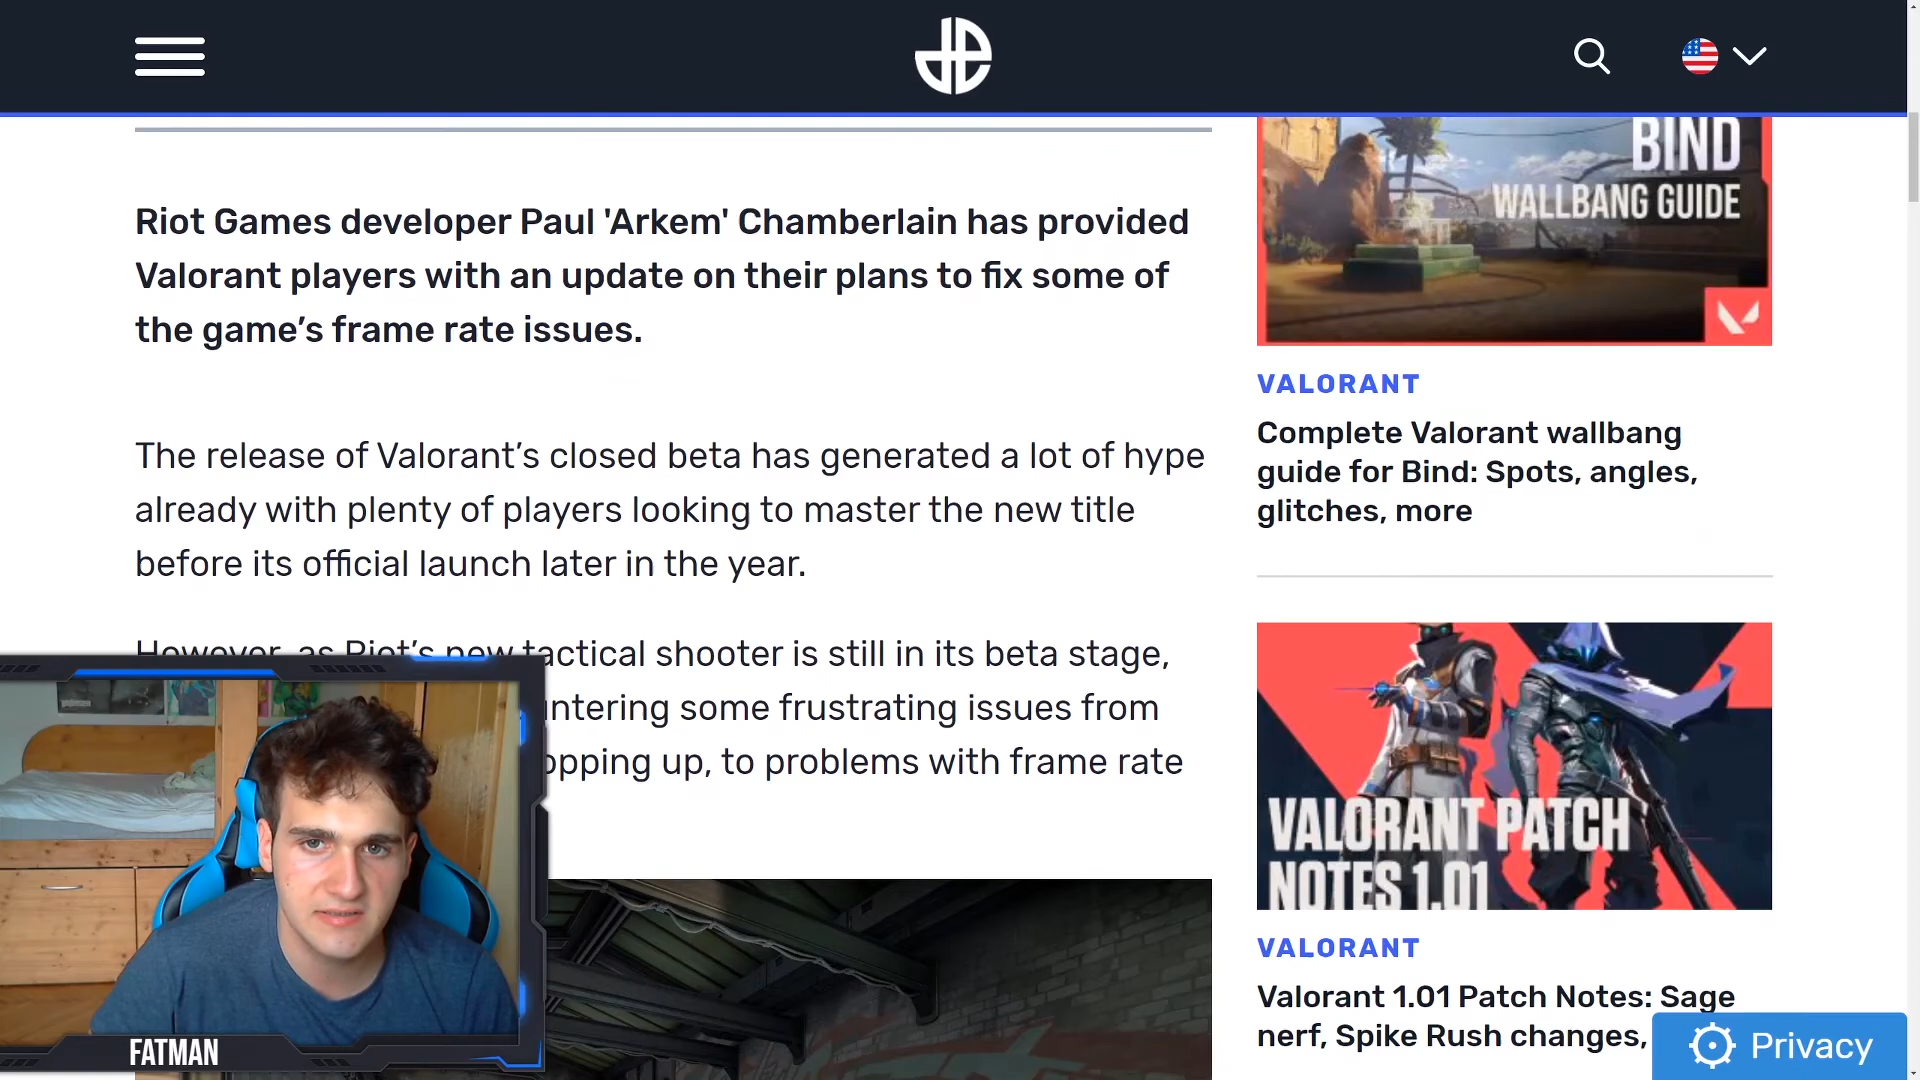 Riot Games developer Paul 'Arkem' Chamberlain has provided
Valorant players with an update on their plans to fix some of
the game’s frame rate issues.
The release of Valorant’s closed beta has generated a lot of hype
already with plenty of players looking to master the new title
before its official launch later in the year.
However, as Riot’s new tactical shooter is still in its beta stage,
some frustrating issues from
up, to problems with frame rate
FATMAN
BIND
WALLBANG GUIDE
VALORANT
Complete Valorant wallbang
guide for Bind: Spots, angles,
glitches, more
VALORANT PATCH
NOTES 1.01
VALORANT
Valorant 1.01 Patch Notes: Sage
nerf, Spike Rush changes,
Privacy